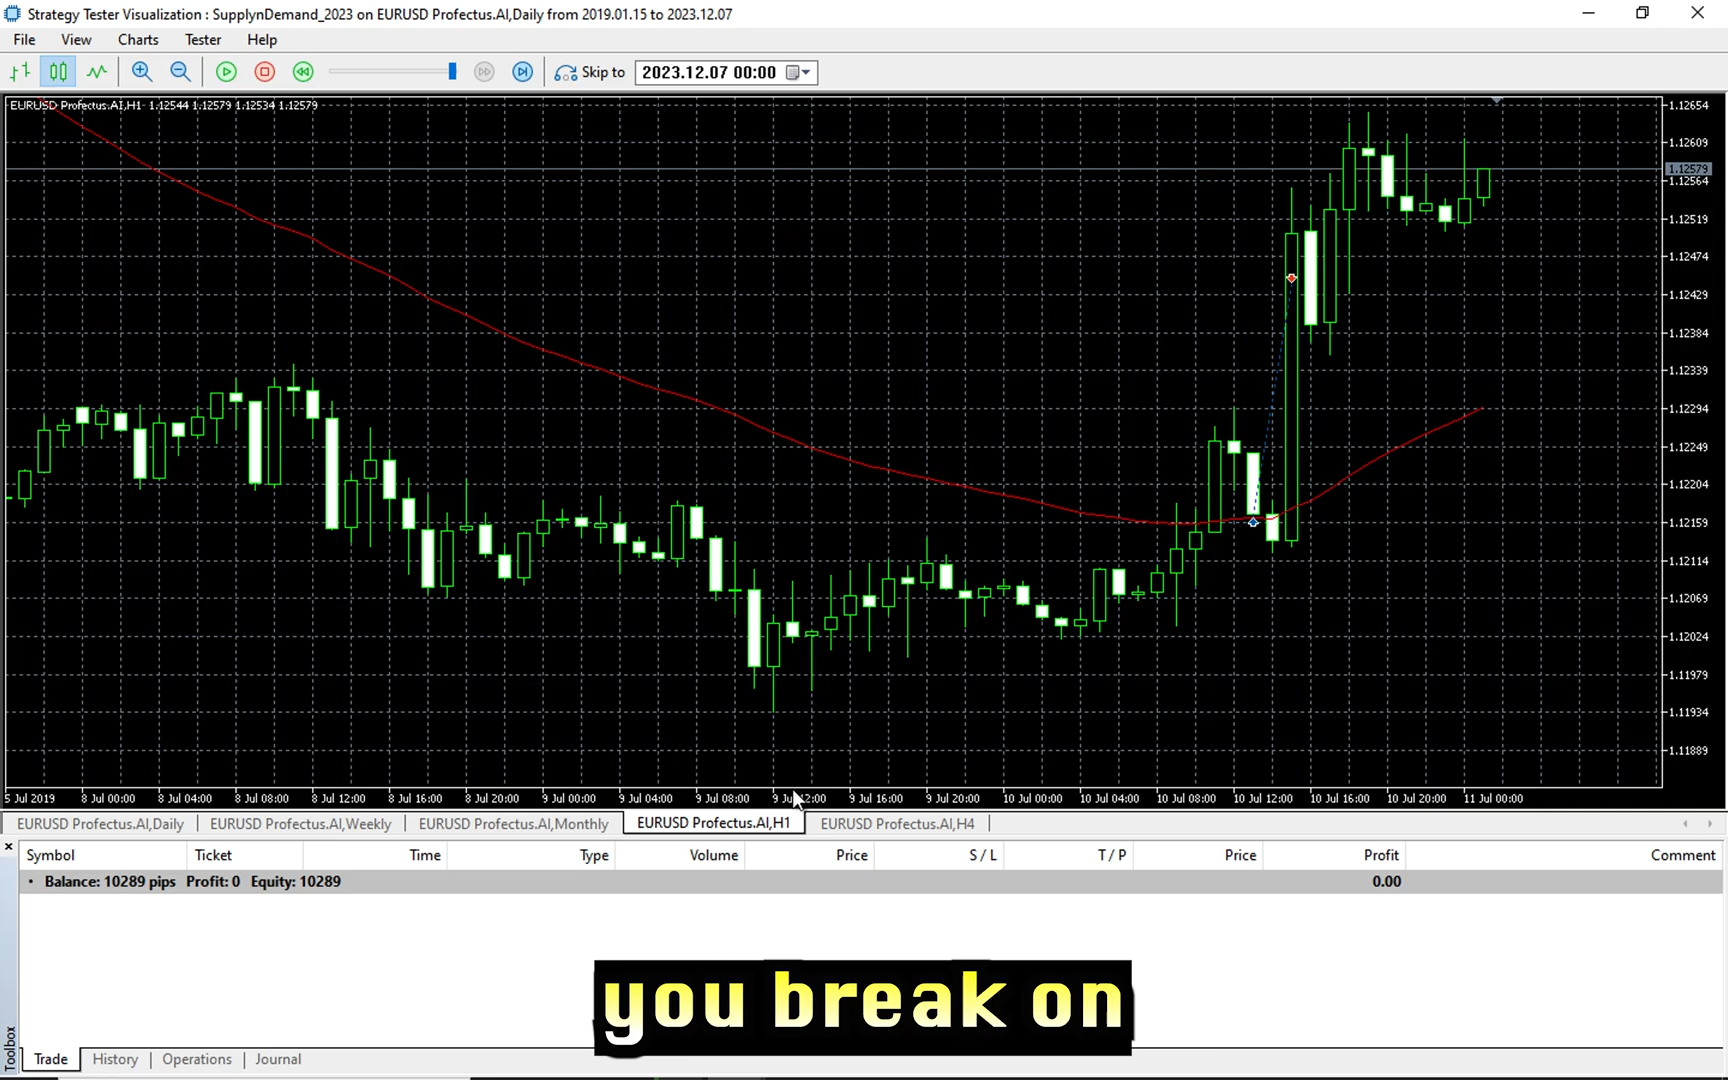 Strategy Tester Visualization : SupplynDemand_2023 on EURUSD Profectus.AI,Daily from 2019.01.15 to 2023.12.07
File View Charts Tester Help
Skip to 2023.12.07 00:00
EURUSD Profectus.AI,H1 1.12544 1.12579 1.12534 1.12579
1.12654
1.12609
1.12579
1.12564
1.12519
1.12474
1.12429
1.12384
1.12339
1.12294
1.12249
1.12204
1.12159
1.12114
1.12069
1.12024
1.11979
1.11934
1.11889
5 Jul 2019 8 Jul 00:00 8 Jul 04:00 8 Jul 08:00 8 Jul 12:00 8 Jul 16:00 8 Jul 20:00 9 Jul 00:00 9 Jul 04:00 9 Jul 08:00 9 Jul 12:00 9 Jul 16:00 9 Jul 20:00 10 Jul 00:00 10 Jul 04:00 10 Jul 08:00 10 Jul 12:00 10 Jul 16:00 10 Jul 20:00 11 Jul 00:00
EURUSD Profectus.AI,Daily EURUSD Profectus.AI,Weekly EURUSD Profectus.AI,Monthly EURUSD Profectus.AI,H1 EURUSD Profectus.AI,H4
Symbol Ticket Time Type Volume Price S / L T / P Price Profit Comment
Balance: 10289 pips Profit: 0 Equity: 10289 0.00
you break on
Toolbox
Trade History Operations Journal